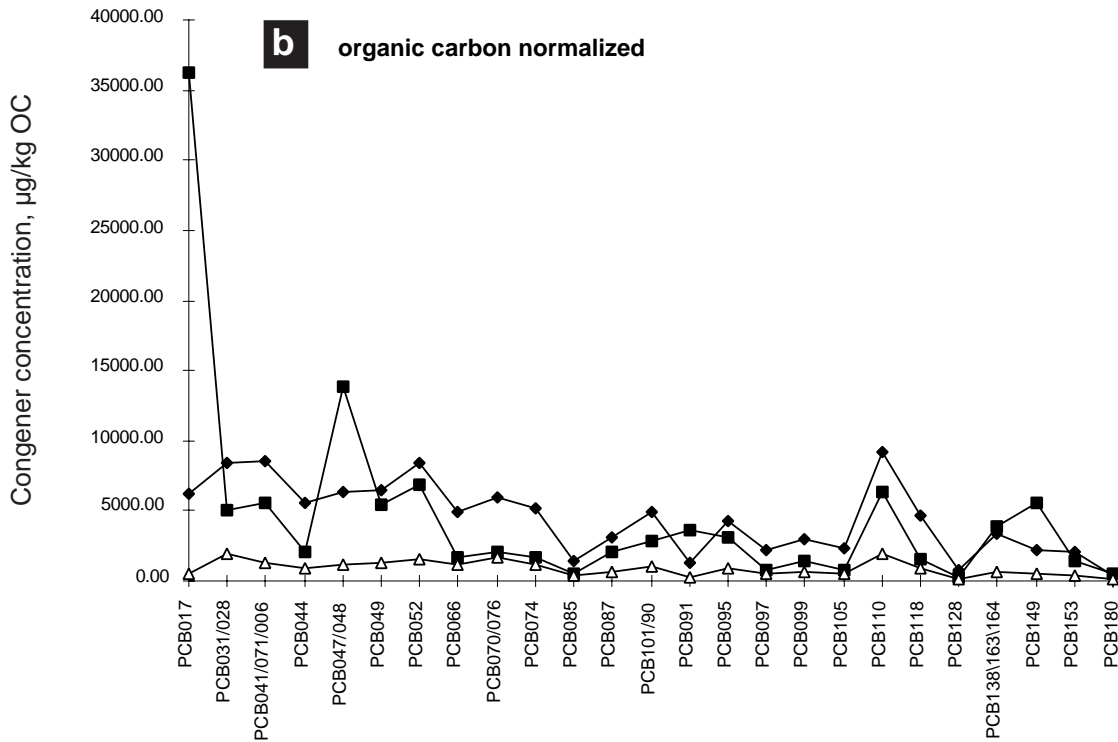 40000.00
b organic carbon normalized
35000.00
30000.00
25000.00
20000.00
15000.00
10000.00
5000.00
0.00
Congener concentration, µg/kg OC
PCB017
PCB031/028
PCB041/071/006
PCB044
PCB047/048
PCB049
PCB052
PCB066
PCB070/076
PCB074
PCB085
PCB087
PCB101/90
PCB091
PCB095
PCB097
PCB099
PCB105
PCB110
PCB118
PCB128
PCB138\163\164
PCB149
PCB153
PCB180